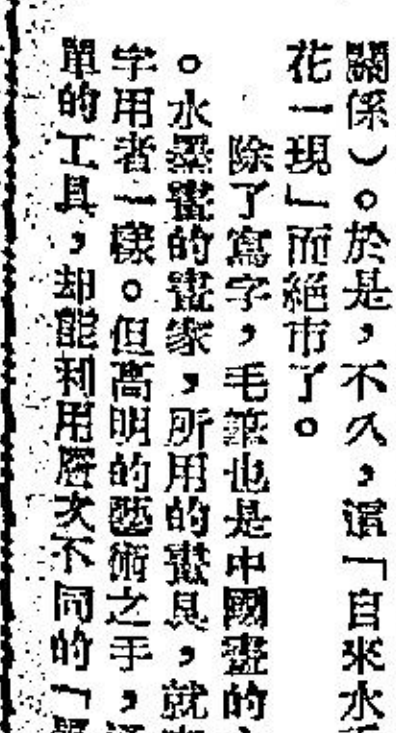 關係）。於是，不久，這「自來水
花一現」而絕市了。
除了寫字，毛筆也是中國畫的
。水墨畫的畫家，所用的畫具，就
字用者一樣。但高明的藝術之手，
單的工具，却能利用層次不同的「